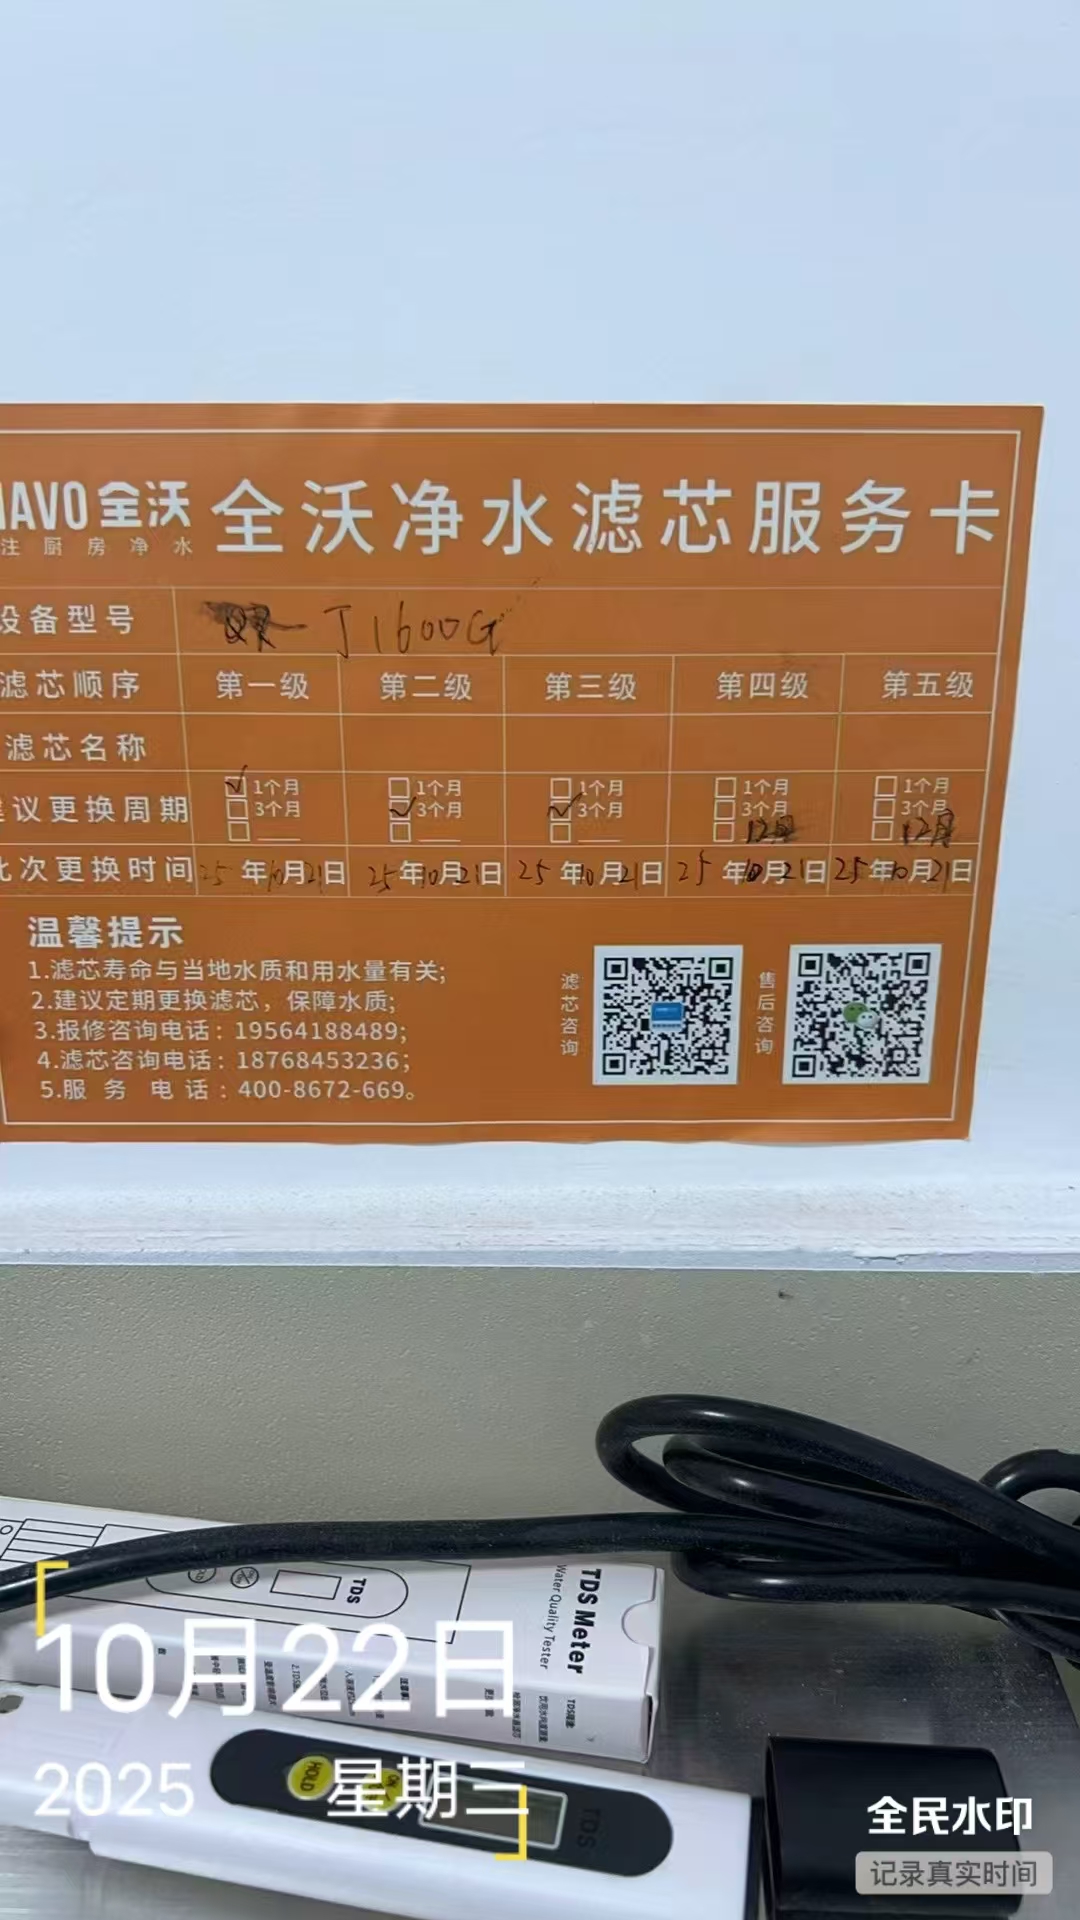 NAVO 全沃
注厨房净水
全沃净水滤芯服务卡
设备型号 J1600G
滤芯顺序 第一级 第二级 第三级 第四级 第五级
滤芯名称
建议更换周期
☑1个月 □1个月 □1个月 □1个月 □1个月
□3个月 ☑3个月 ☑3个月 □3个月 □3个月
□ □ □ □12月 □12月
此次更换时间 25年10月21日 25年10月21日 25年10月21日 25年10月21日 25年10月21日
温馨提示
1.滤芯寿命与当地水质和用水量有关;
2.建议定期更换滤芯，保障水质;
3.报修咨询电话：19564188489;
4.滤芯咨询电话：18768453236;
5.服务电话：400-8672-669。
滤芯咨询
售后咨询
TDS
TDS Meter
Water Quality Tester
10月22日
2025 星期三
HOLD
TDS
全民水印
记录真实时间